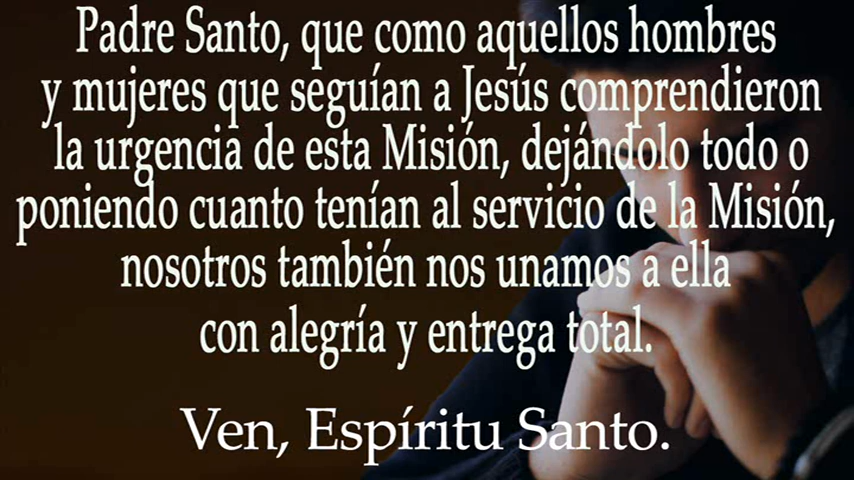 Padre Santo, que como aquellos hombres
y mujeres que seguían a Jesús comprendieron
la urgencia de esta Misión, dejándolo todo o
poniendo cuanto tenían al servicio de la Misión,
nosotros también nos unamos a ella
con alegría y entrega total.
Ven, Espíritu Santo.